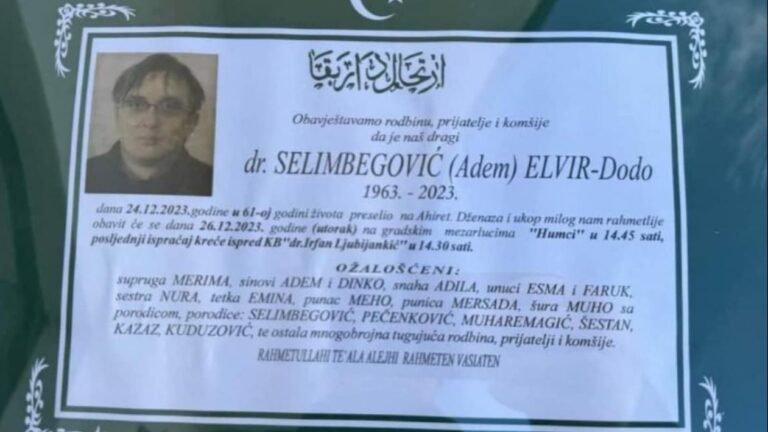 Obavještavamo rodbinu, prijatelje i komšije
da je naš dragi
dr. SELIMBEGOVIĆ (Adem) ELVIR-Dodo
1963. - 2023.
dana 24.12.2023.godine u 61-oj godini života preselio na Ahiret. Dženaza i ukop milog nam rahmetlije
obavit će se dana 26.12.2023. godine (utorak) na gradskim mezarlucima "Humci" u 14.45 sati,
posljednji ispraćaj kreće ispred KB"dr.Irfan Ljubijankić" u 14.30 sati.
OŽALOŠĆENI:
supruga MERIMA, sinovi ADEM i DINKO, snaha ADILA, unuci ESMA i FARUK,
sestra NURA, tetka EMINA, punac MEHO, punica MERSADA, šura MUHO sa
porodicom, porodice: SELIMBEGOVIĆ, PEČENKOVIĆ, MUHAREMAGIĆ, ŠESTAN,
KAZAZ, KUDUZOVIĆ, te ostala mnogobrojna tugujuća rodbina, prijatelji i komšije.
RAHMETULLAHI TE'ALA ALEJHI RAHMETEN VASIATEN